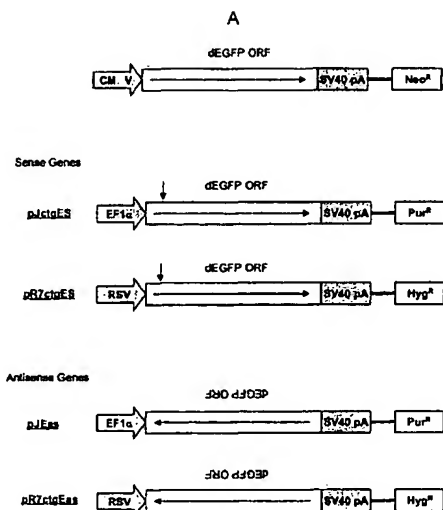 A
dEGFP ORF
CM. V. SV40 pA Neo^R
Sense Genes
dEGFP ORF
pJctgES EF1α SV40 pA Pur^R
dEGFP ORF
pR7ctgES RSV SV40 pA Hyg^R
Antisense Genes
dEGFP ORF
pJEas EF1α SV40 pA Pur^R
dEGFP ORF
pR7ctgEas RSV SV40 pA Hyg^R